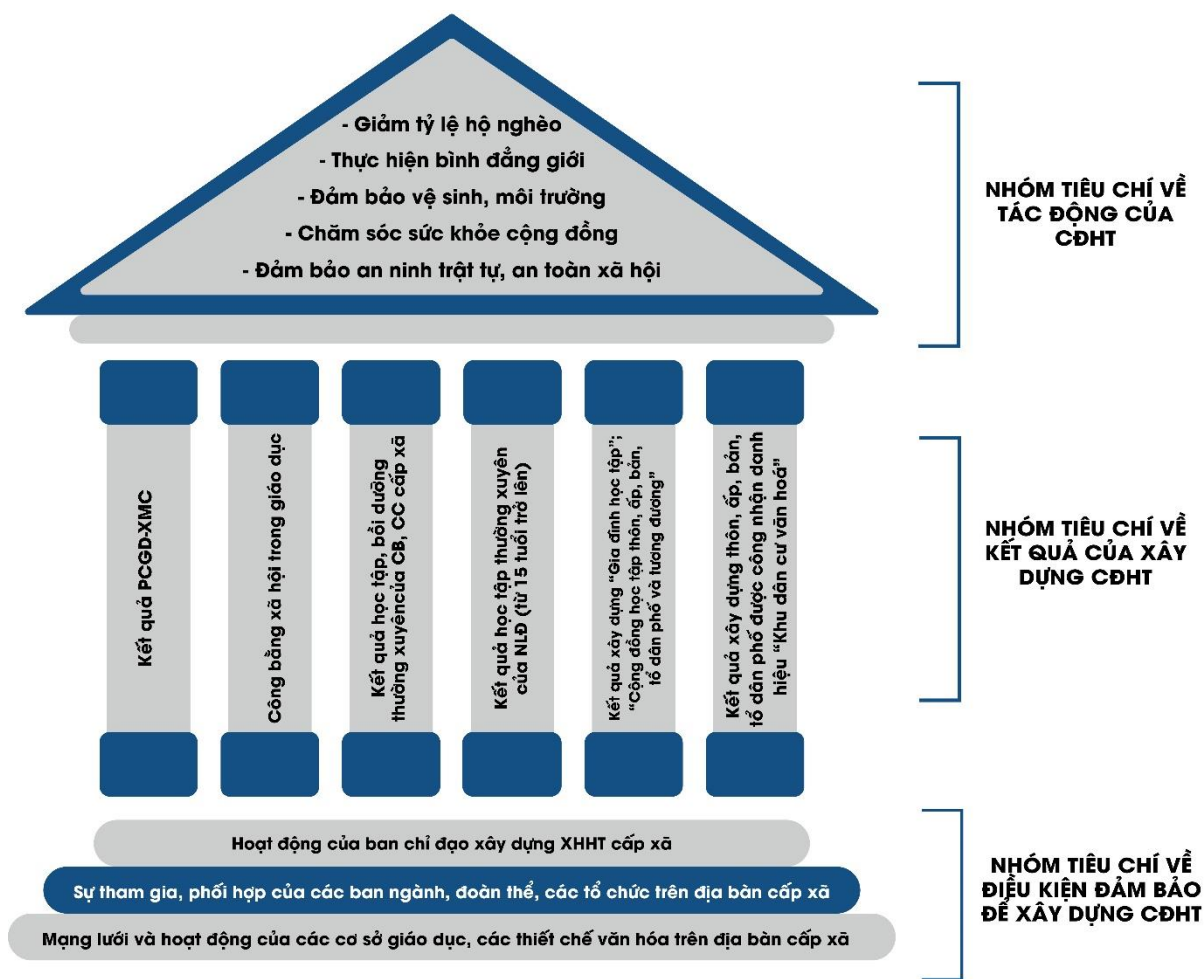 - Giảm tỷ lệ hộ nghèo
- Thực hiện bình đẳng giới
- Đảm bảo vệ sinh, môi trường
- Chăm sóc sức khỏe cộng đồng
- Đảm bảo an ninh trật tự, an toàn xã hội
NHÓM TIÊU CHÍ VỀ
TÁC ĐỘNG CỦA
CĐHT
Kết quả PCGD-XMC
Công bằng xã hội trong giáo dục
Kết quả học tập, bồi dưỡng
thường xuyêncủa CB, CC cấp xã
Kết quả học tập thường xuyên
của NLĐ (từ 15 tuổi trở lên)
Kết quả xây dựng “Gia đình học tập”;
“Cộng đồng học tập thôn, ấp, bản,
tổ dân phố và tương đương”
Kết quả xây dựng thôn, ấp, bản,
tổ dân phố được công nhận danh
hiệu “Khu dân cư văn hoá”
NHÓM TIÊU CHÍ VỀ
KẾT QUẢ CỦA XÂY
DỰNG CĐHT
Hoạt động của ban chỉ đạo xây dựng XHHT cấp xã
Sự tham gia, phối hợp của các ban ngành, đoàn thể, các tổ chức trên địa bàn cấp xã
Mạng lưới và hoạt động của các cơ sở giáo dục, các thiết chế văn hóa trên địa bàn cấp xã
NHÓM TIÊU CHÍ VỀ
ĐIỀU KIỆN ĐẢM BẢO
ĐỂ XÂY DỰNG CĐHT